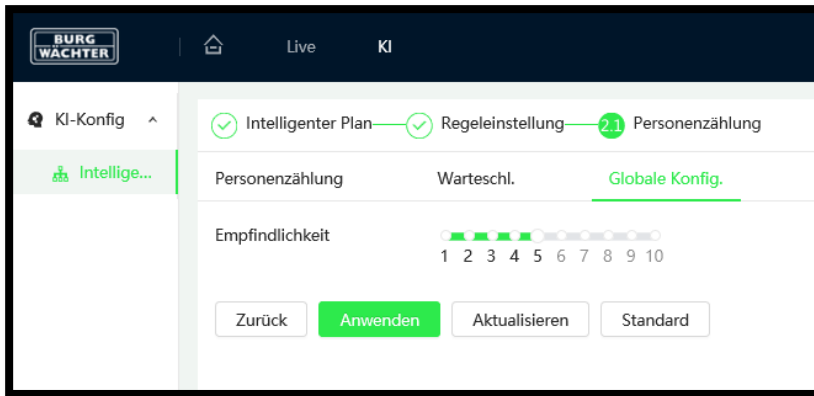 BURG
WÄCHTER
Live KI
KI-Konfig
Intelligenter Plan Regeleinstellung 2.1 Personenzählung
Intellige...
Personenzählung Warteschl. Globale Konfig.
Empfindlichkeit
1 2 3 4 5 6 7 8 9 10
Zurück Anwenden Aktualisieren Standard